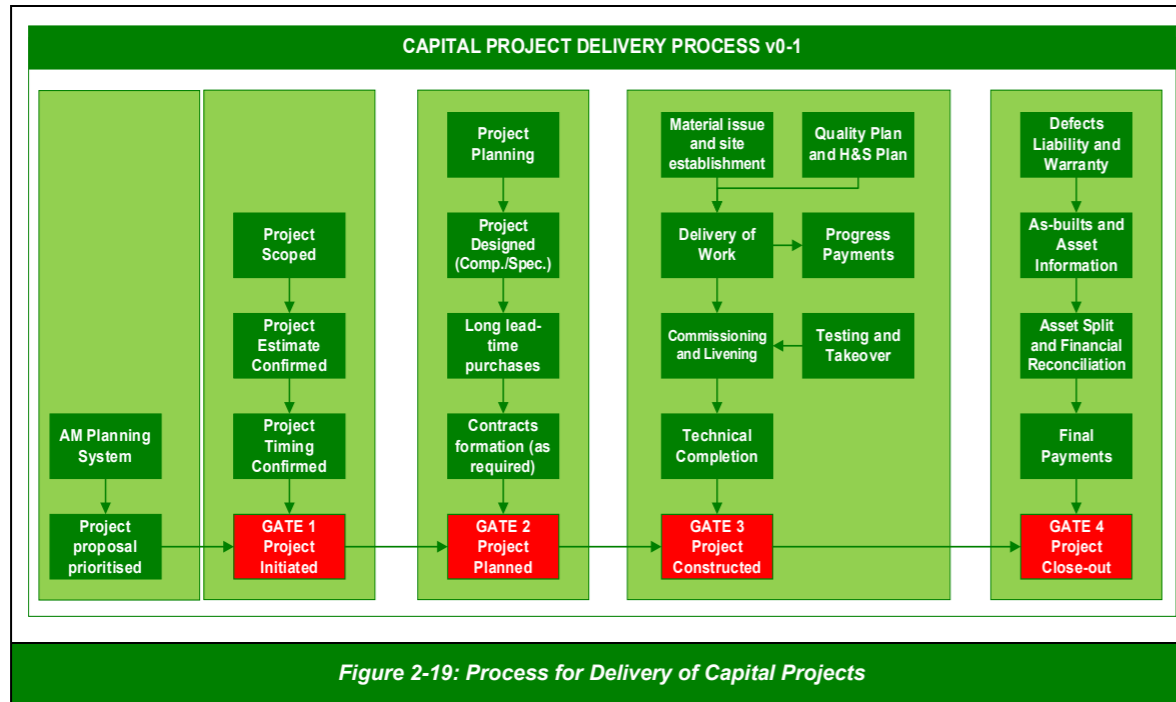 CAPITAL PROJECT DELIVERY PROCESS v0-1
AM Planning
System
Project
proposal
prioritised
Project
Scoped
Project
Estimate
Confirmed
Project
Timing
Confirmed
GATE 1
Project
Initiated
Project
Planning
Project
Designed
(Comp./Spec.)
Long lead-
time
purchases
Contracts
formation (as
required)
GATE 2
Project
Planned
Material issue
and site
establishment
Quality Plan
and H&S Plan
Delivery of
Work
Progress
Payments
Commissioning
and Livening
Testing and
Takeover
Technical
Completion
GATE 3
Project
Constructed
Defects
Liability and
Warranty
As-builts and
Asset
Information
Asset Split
and Financial
Reconciliation
Final
Payments
GATE 4
Project
Close-out
Figure 2-19: Process for Delivery of Capital Projects